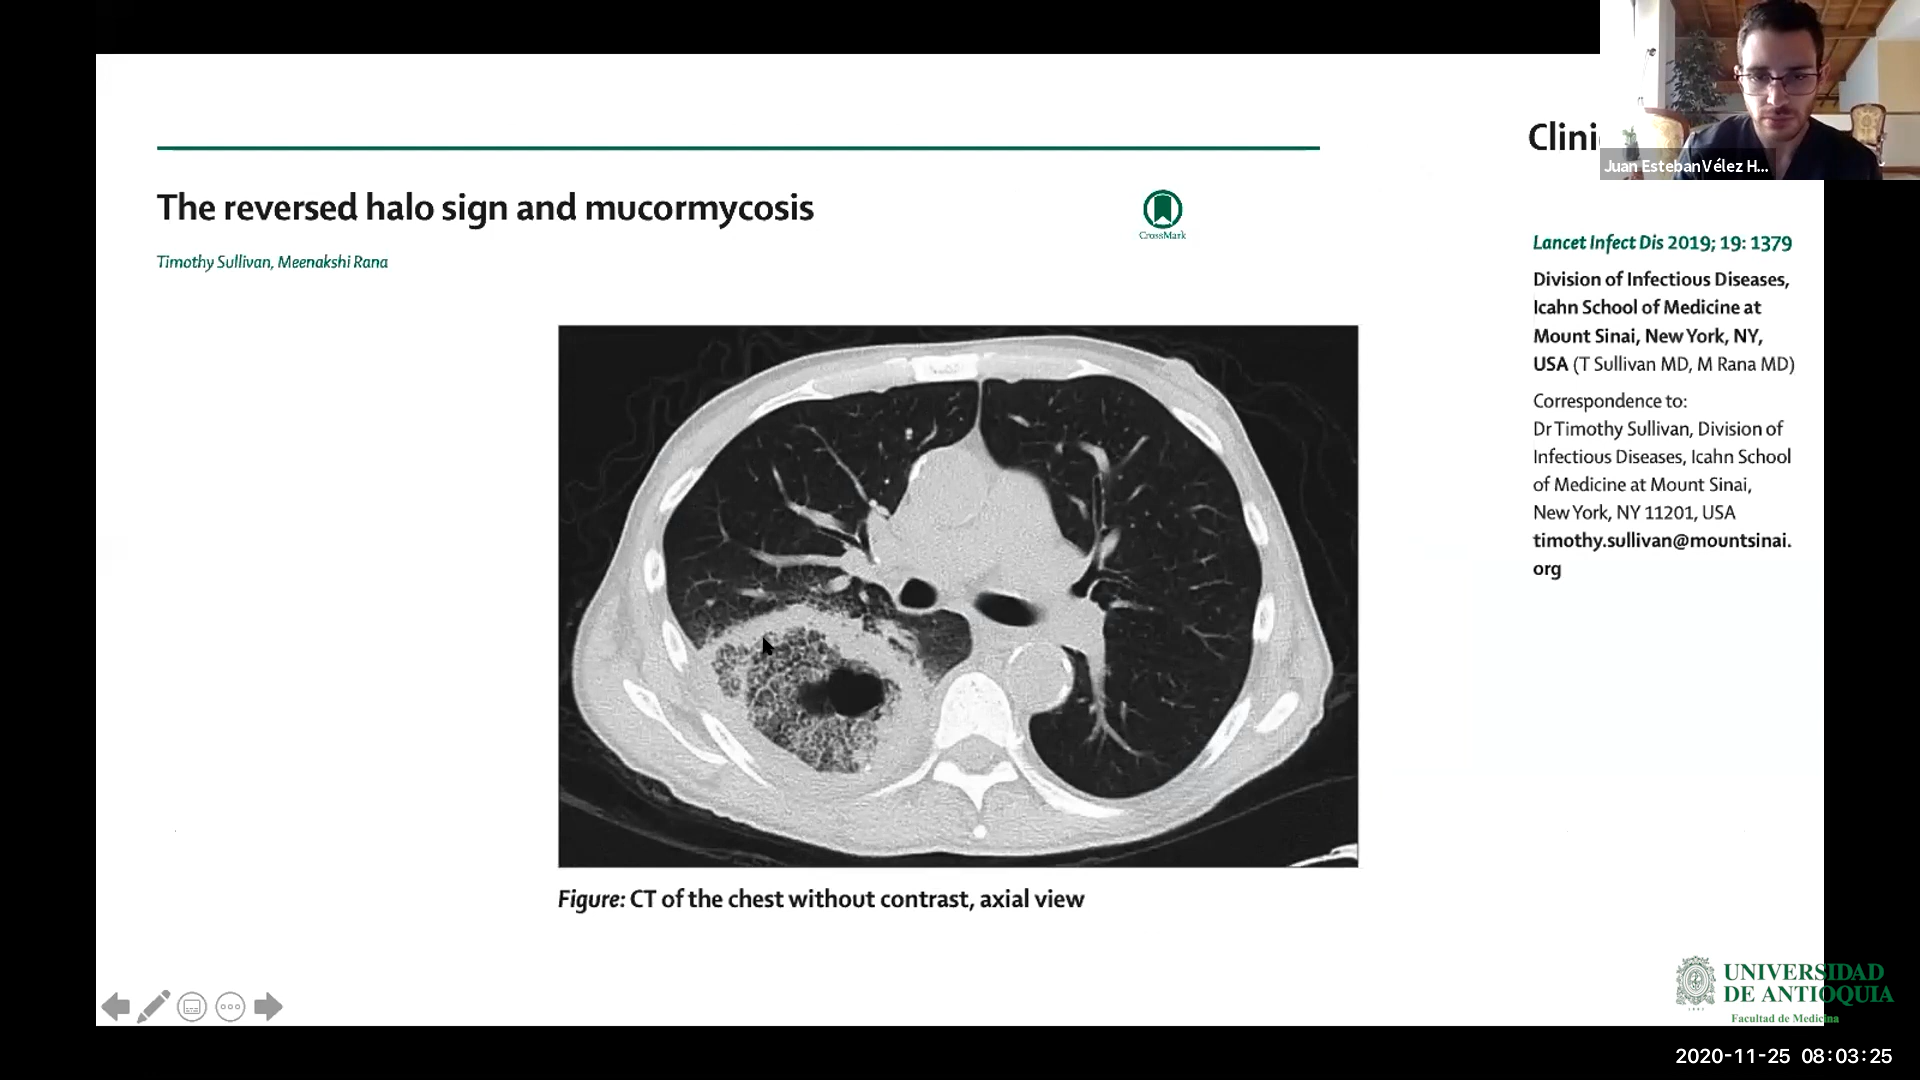 Clini
Juan Esteban Vélez H...
The reversed halo sign and mucormycosis
CrossMark
Timothy Sullivan, Meenakshi Rana
Lancet Infect Dis 2019; 19: 1379
Division of Infectious Diseases,
Icahn School of Medicine at
Mount Sinai, New York, NY,
USA (T Sullivan MD, M Rana MD)
Correspondence to:
Dr Timothy Sullivan, Division of
Infectious Diseases, Icahn School
of Medicine at Mount Sinai,
New York, NY 11201, USA
timothy.sullivan@mountsinai.
org
Figure: CT of the chest without contrast, axial view
UNIVERSIDAD
DE ANTIOQUIA
Facultad de Medicina
2020-11-25 08:03:25